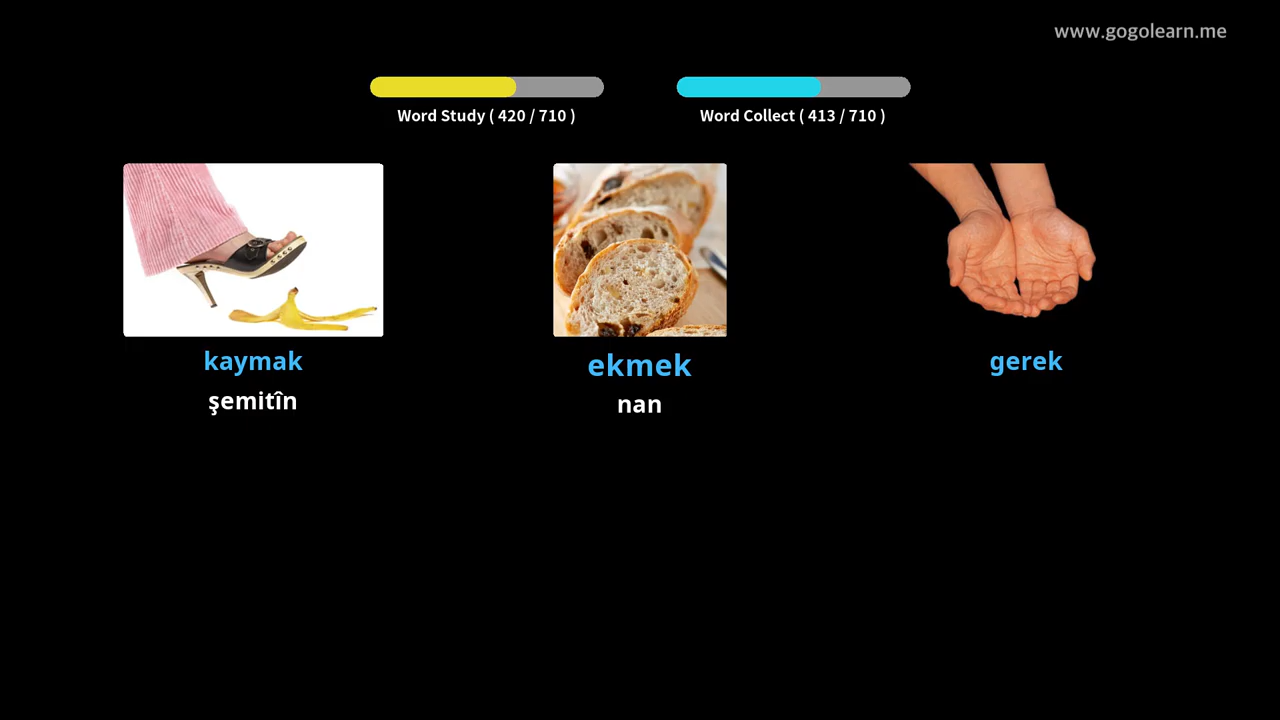 www.gogolearn.me
Word Study ( 420 / 710 )
Word Collect ( 413 / 710 )
kaymak
şemitîn
ekmek
nan
gerek